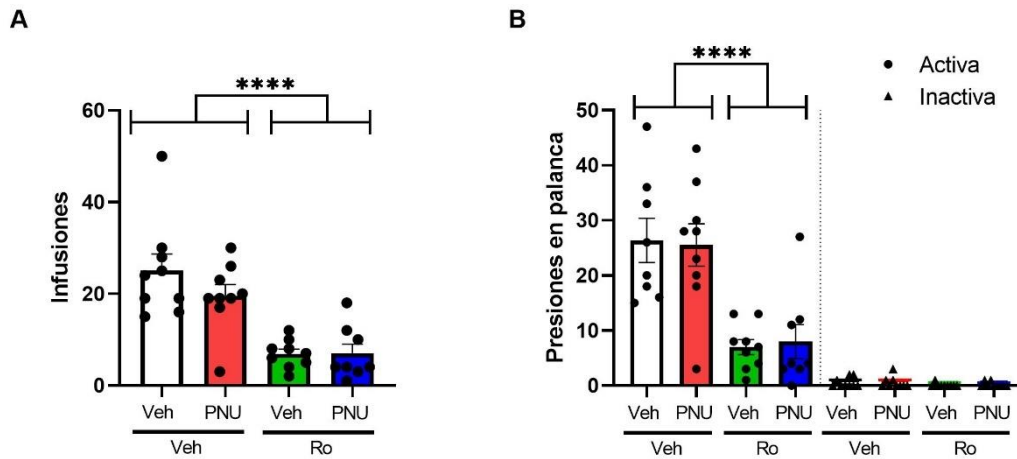 A
B
****
****
Activa
Inactiva
Infusiones
60
40
20
0
Veh PNU Veh PNU
Veh Ro
Presiones en palanca
50
40
30
20
10
0
Veh PNU Veh PNU Veh PNU Veh PNU
Veh Ro Veh Ro